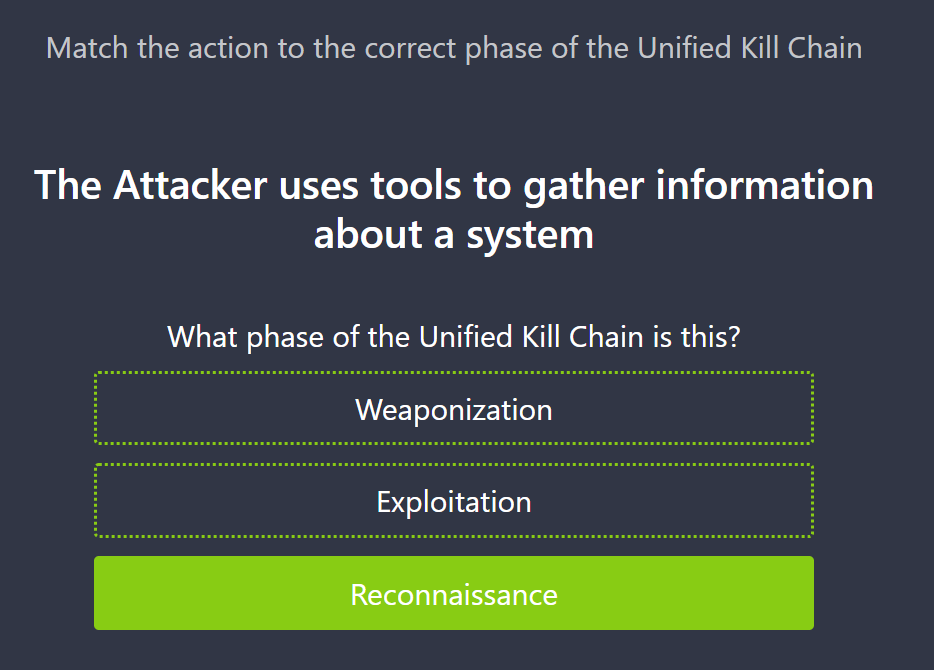 Match the action to the correct phase of the Unified Kill Chain
The Attacker uses tools to gather information
about a system
What phase of the Unified Kill Chain is this?
Weaponization
Exploitation
Reconnaissance